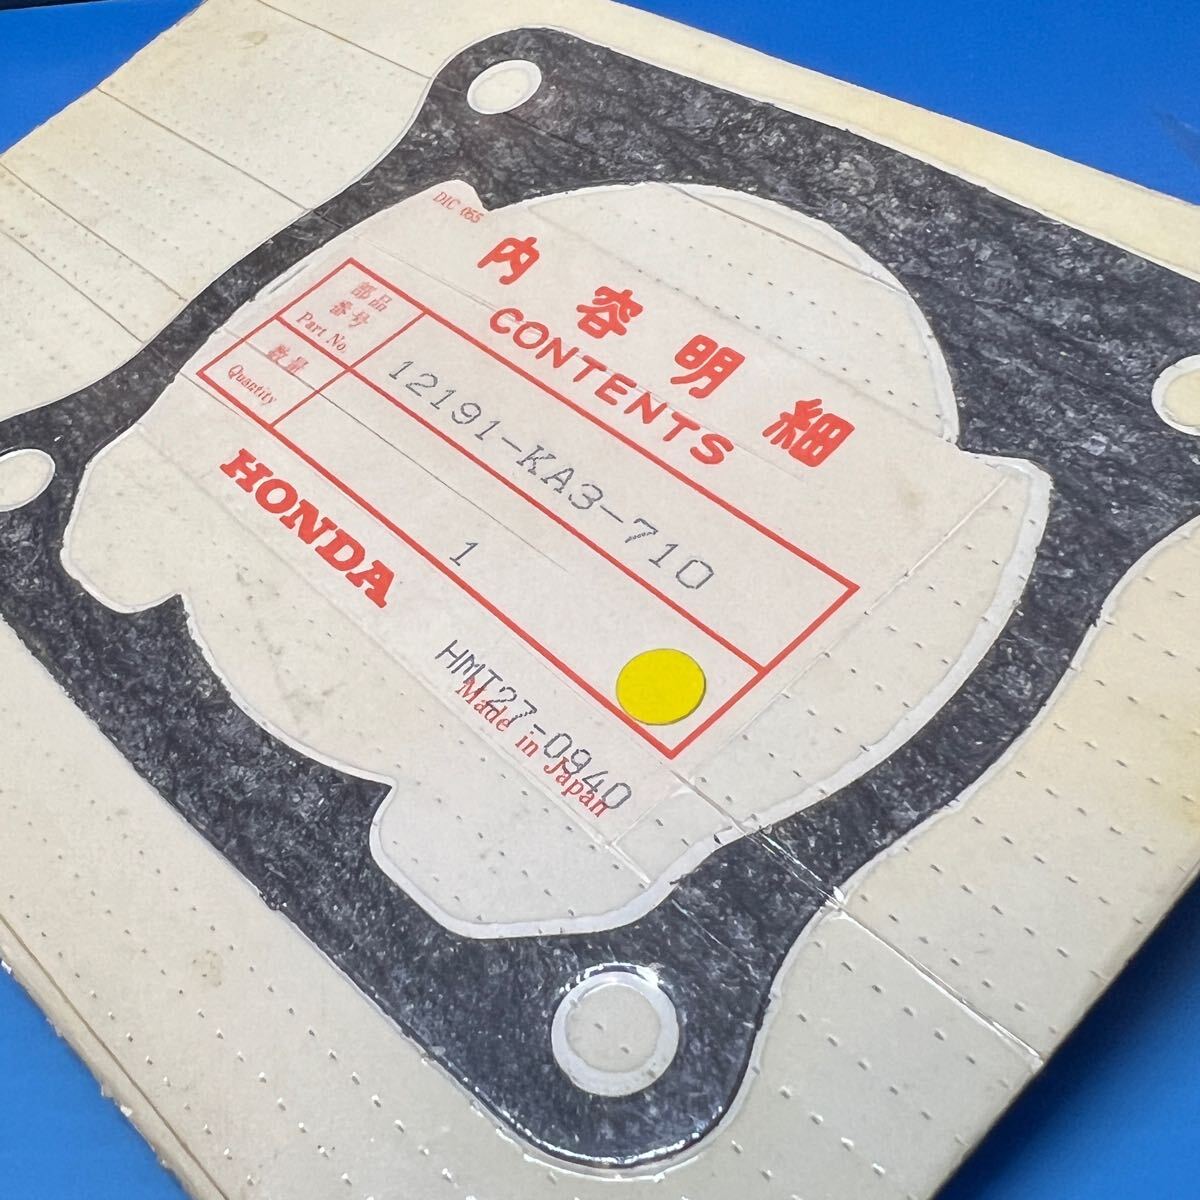 DIC 055
内容明細
CONTENTS
部品
番号
Part No.
12191-KA3-710
数量
Quantity
1
HONDA
HMT27-0940
Made in Japan